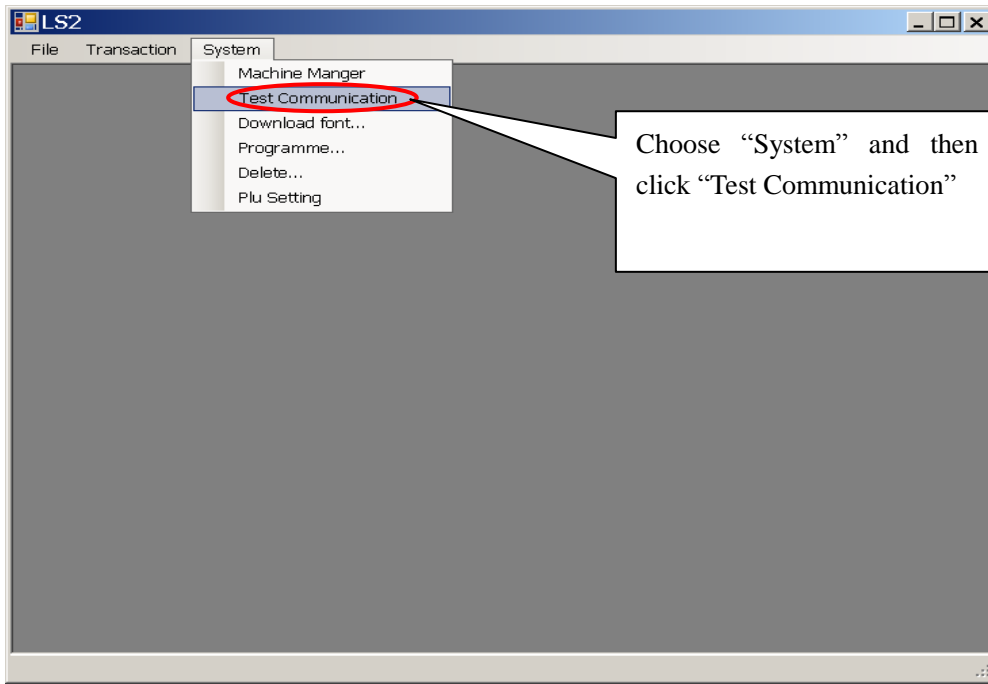 LS2
File Transaction System
Machine Manger
Test Communication
Download font...
Programme...
Delete...
Plu Setting
Choose “System” and then
click “Test Communication”